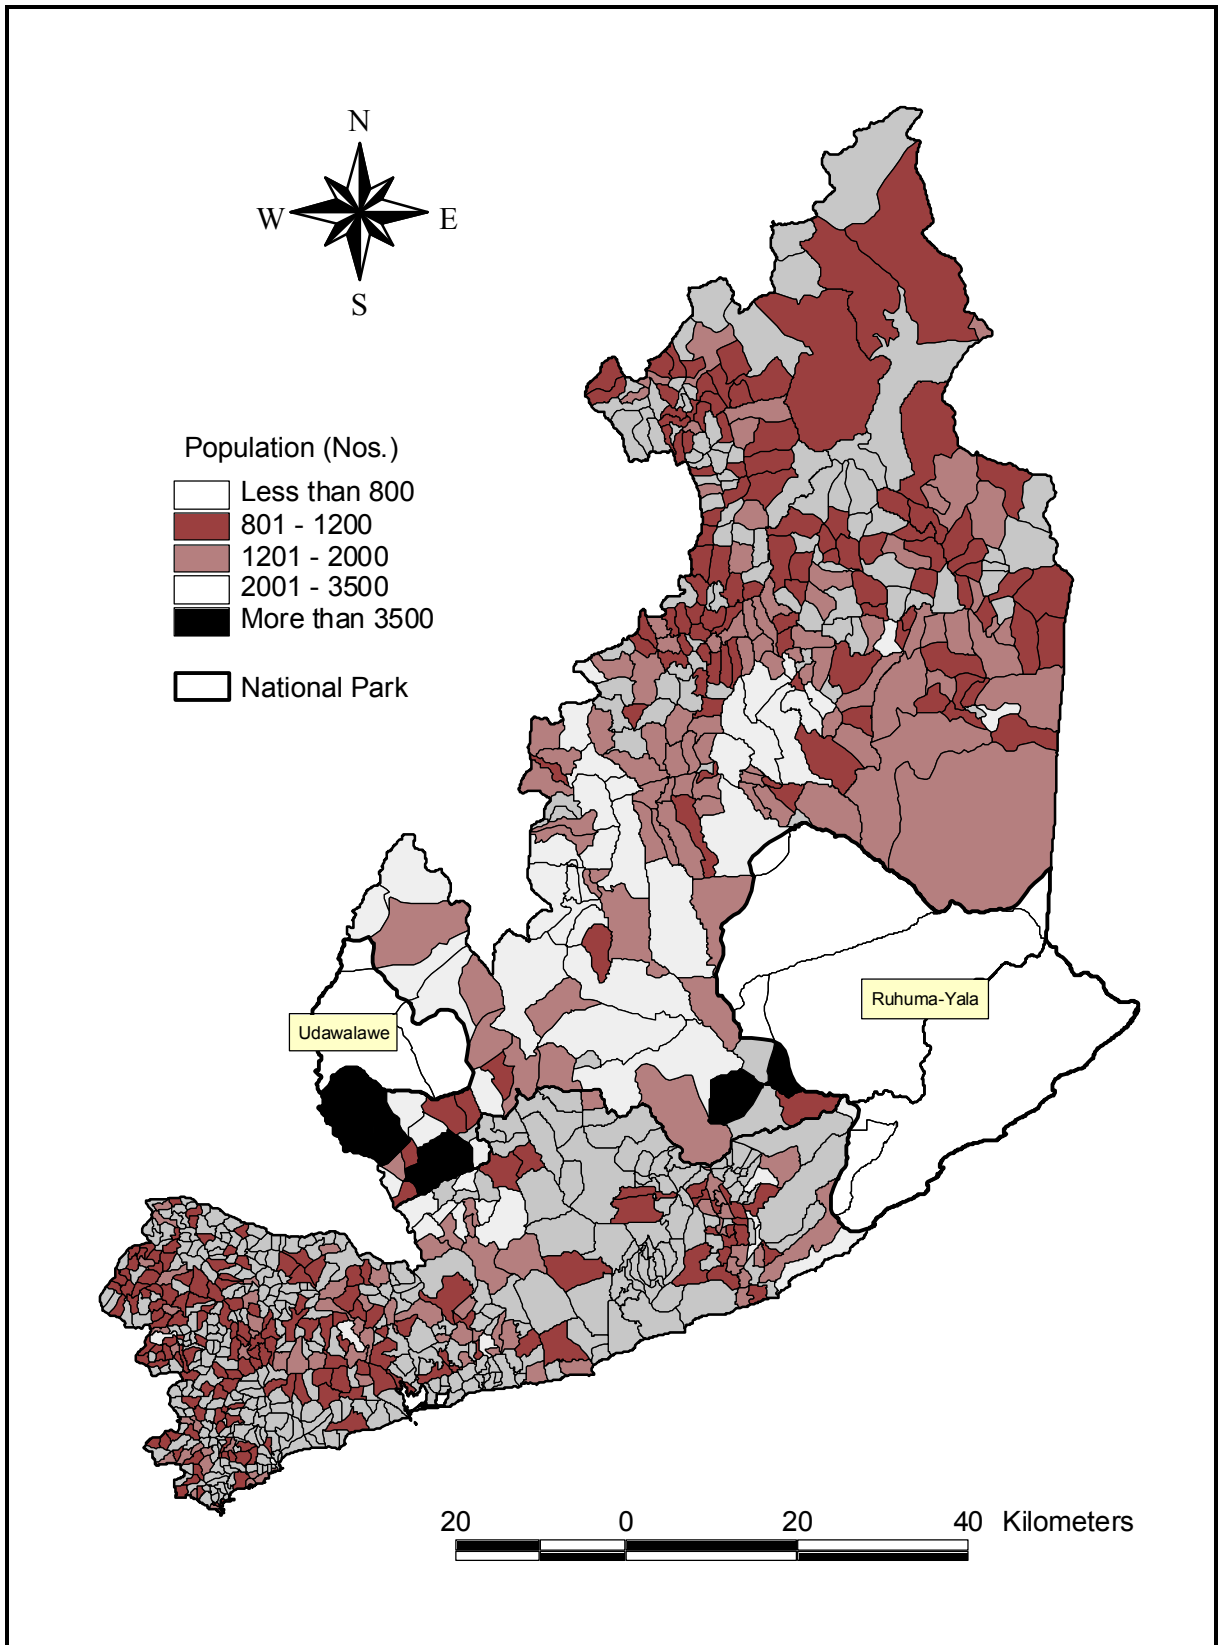 N
W E
S
Population (Nos.)
Less than 800
801 - 1200
1201 - 2000
2001 - 3500
More than 3500
National Park
Ruhuma-Yala
Udawalawe
20 0 20 40 Kilometers